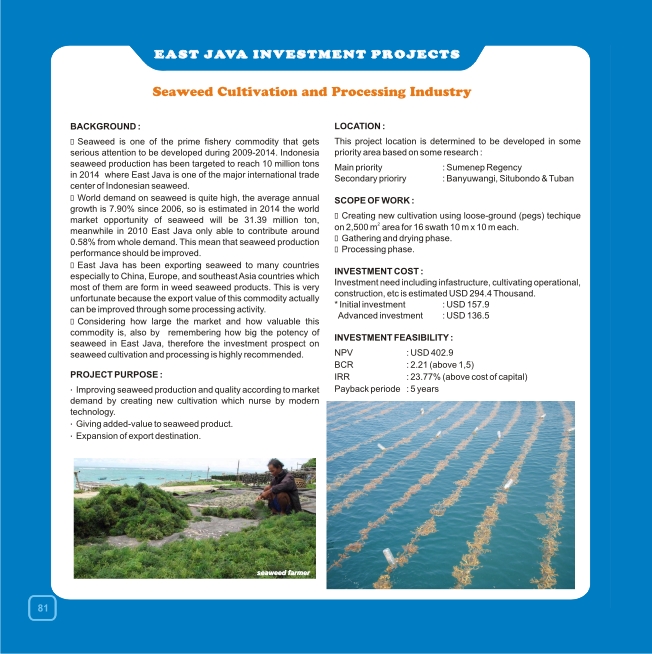 EAST JAVA INVESTMENT PROJECTS
Seaweed Cultivation and Processing Industry
BACKGROUND :
▯ Seaweed is one of the prime fishery commodity that gets
serious attention to be developed during 2009-2014. Indonesia
seaweed production has been targeted to reach 10 million tons
in 2014 where East Java is one of the major international trade
center of Indonesian seaweed.
▯ World demand on seaweed is quite high, the average annual
growth is 7.90% since 2006, so is estimated in 2014 the world
market opportunity of seaweed will be 31.39 million ton,
meanwhile in 2010 East Java only able to contribute around
0.58% from whole demand. This mean that seaweed production
performance should be improved.
▯ East Java has been exporting seaweed to many countries
especially to China, Europe, and southeast Asia countries which
most of them are form in weed seaweed products. This is very
unfortunate because the export value of this commodity actually
can be improved through some processing activity.
▯ Considering how large the market and how valuable this
commodity is, also by remembering how big the potency of
seaweed in East Java, therefore the investment prospect on
seaweed cultivation and processing is highly recommended.
PROJECT PURPOSE :
· Improving seaweed production and quality according to market
demand by creating new cultivation which nurse by modern
technology.
· Giving added-value to seaweed product.
· Expansion of export destination.
seaweed farmer
LOCATION :
This project location is determined to be developed in some
priority area based on some research :
Main priority : Sumenep Regency
Secondary prioriry : Banyuwangi, Situbondo & Tuban
SCOPE OF WORK :
▯ Creating new cultivation using loose-ground (pegs) techique
on 2,500 m² area for 16 swath 10 m x 10 m each.
▯ Gathering and drying phase.
▯ Processing phase.
INVESTMENT COST :
Investment need including infastructure, cultivating operational,
construction, etc is estimated USD 294.4 Thousand.
* Initial investment : USD 157.9
Advanced investment : USD 136.5
INVESTMENT FEASIBILITY :
NPV : USD 402.9
BCR : 2.21 (above 1,5)
IRR : 23.77% (above cost of capital)
Payback periode : 5 years
81